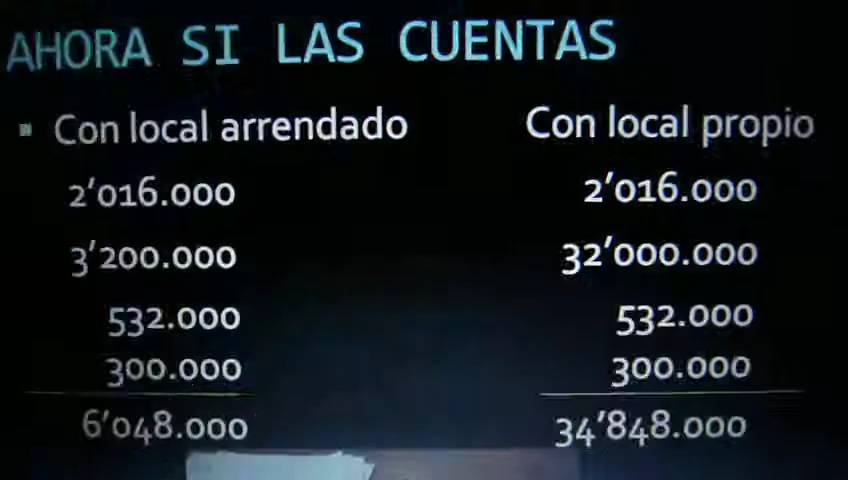 AHORA SI LAS CUENTAS
▪ Con local arrendado Con local propio
2'016.000 2'016.000
3'200.000 32'000.000
532.000 532.000
300.000 300.000
6'048.000 34'848.000